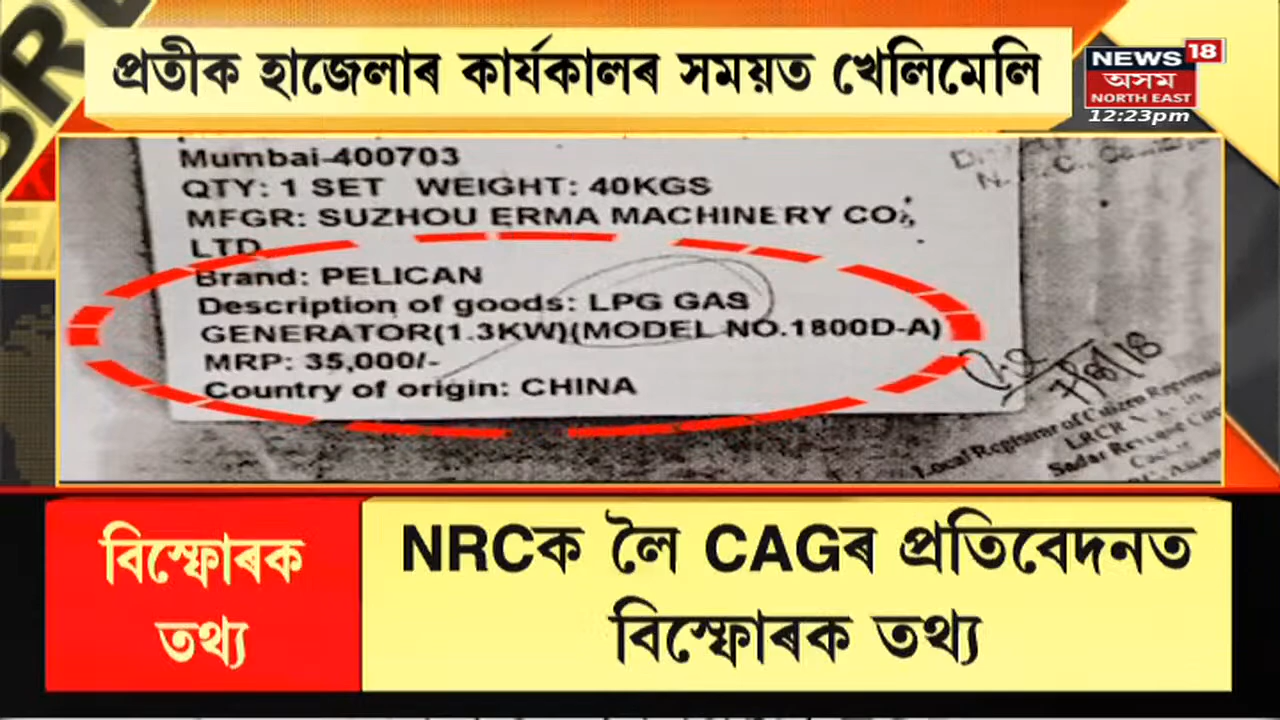 প্ৰতীক হাজেলাৰ কাৰ্যকালৰ সময়ত খেলিমেলি
NEWS 18
অসম
NORTH EAST
12:23pm
Mumbai-400703
QTY: 1 SET WEIGHT: 40KGS
MFGR: SUZHOU ERMA MACHINERY CO.,
LTD
Brand: PELICAN
Description of goods: LPG GAS
GENERATOR(1.3KW)(MODEL NO.1800D-A)
MRP: 35,000/-
Country of origin: CHINA
Local Registrar of Citizen
LRCR
Sadar
বিস্ফোৰক
তথ্য
NRCক লৈ CAGৰ প্ৰতিবেদনত
বিস্ফোৰক তথ্য